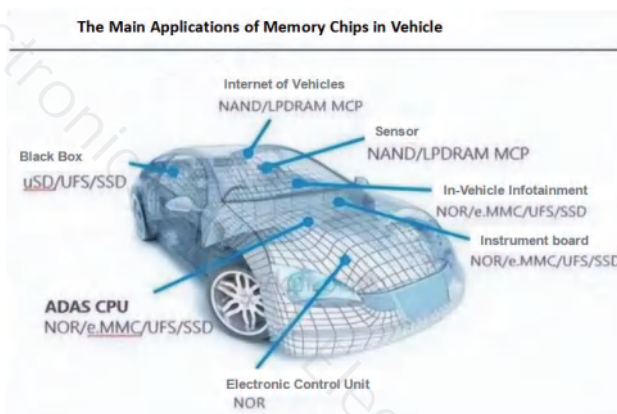 The Main Applications of Memory Chips in Vehicle
Internet of Vehicles
NAND/LPDRAM MCP
Sensor
NAND/LPDRAM MCP
Black Box
uSD/UFS/SSD
In-Vehicle Infotainment
NOR/e.MMC/UFS/SSD
Instrument board
NOR/e.MMC/UFS/SSD
ADAS CPU
NOR/e.MMC/UFS/SSD
Electronic Control Unit
NOR